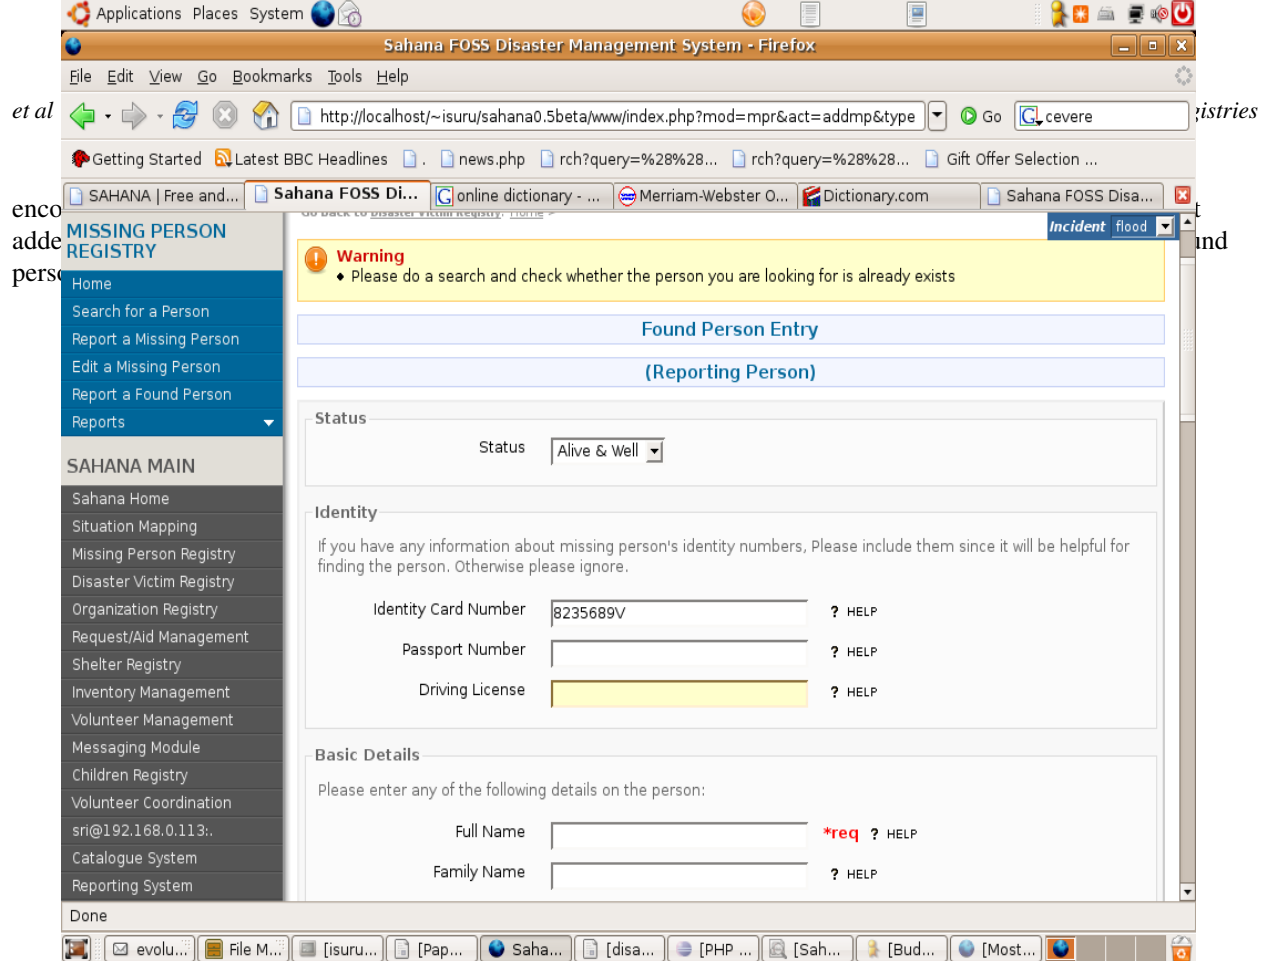 Applications Places System
Sahana FOSS Disaster Management System - Firefox
File Edit View Go Bookmarks Tools Help
et al
http://localhost/~isuru/sahana0.5beta/www/index.php?mod=mpr&act=addmp&type
Go
G cevere
gistries
Getting Started Latest BBC Headlines . news.php rch?query=%28%28... rch?query=%28%28... Gift Offer Selection ...
SAHANA | Free and... Sahana FOSS Di... online dictionary - ... Merriam-Webster O... Dictionary.com Sahana FOSS Disa...
enco
t
adde
und
pers
Go Back to Disaster Victim Registry: Home >
Incident flood
MISSING PERSON
REGISTRY
Home
Search for a Person
Report a Missing Person
Edit a Missing Person
Report a Found Person
Reports
SAHANA MAIN
Sahana Home
Situation Mapping
Missing Person Registry
Disaster Victim Registry
Organization Registry
Request/Aid Management
Shelter Registry
Inventory Management
Volunteer Management
Messaging Module
Children Registry
Volunteer Coordination
sri@192.168.0.113:.
Catalogue System
Reporting System
Warning
Please do a search and check whether the person you are looking for is already exists
Found Person Entry
(Reporting Person)
Status
Status Alive & Well
Identity
If you have any information about missing person's identity numbers, Please include them since it will be helpful for
finding the person. Otherwise please ignore.
Identity Card Number 8235689V ? HELP
Passport Number ? HELP
Driving License ? HELP
Basic Details
Please enter any of the following details on the person:
Full Name *req ? HELP
Family Name ? HELP
Done
evolu... File M... [isuru... [Pap... Saha... [disa... [PHP ... [Sah... [Bud... [Most...